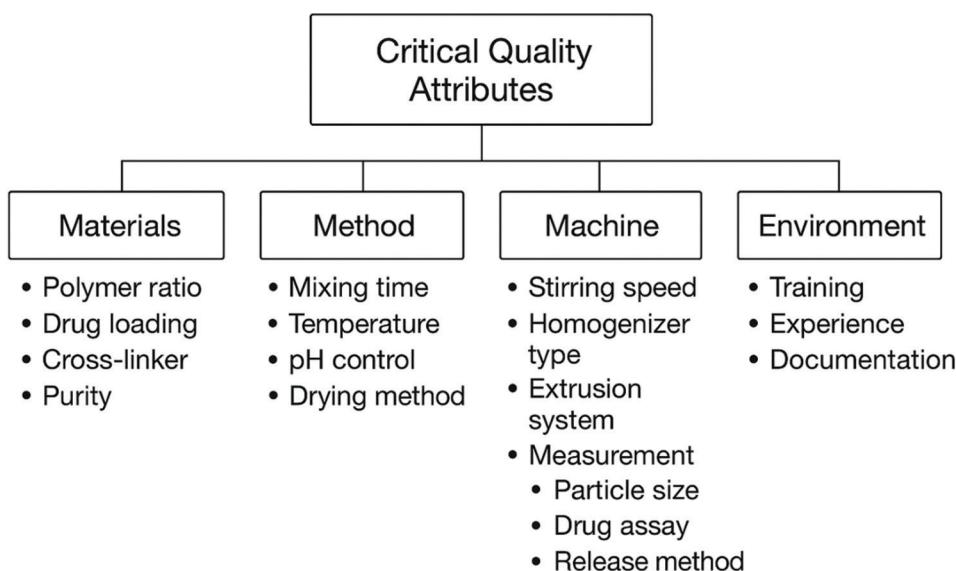 Critical Quality
Attributes
Materials
• Polymer ratio
• Drug loading
• Cross-linker
• Purity
Method
• Mixing time
• Temperature
• pH control
• Drying method
Machine
• Stirring speed
• Homogenizer
type
• Extrusion
system
• Measurement
• Particle size
• Drug assay
• Release method
Environment
• Training
• Experience
• Documentation